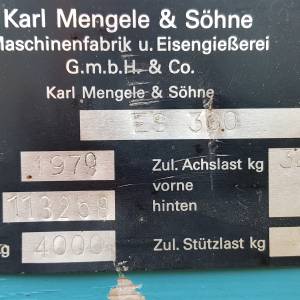 Karl Mengele & Söhne
Maschinenfabrik u. Eisengießerei
G.m.b.H. & Co.
Karl Mengele & Söhne
ES 360
1979 Zul. Achslast kg
vorne
113268 hinten
kg 4000 Zul. Stützlast kg